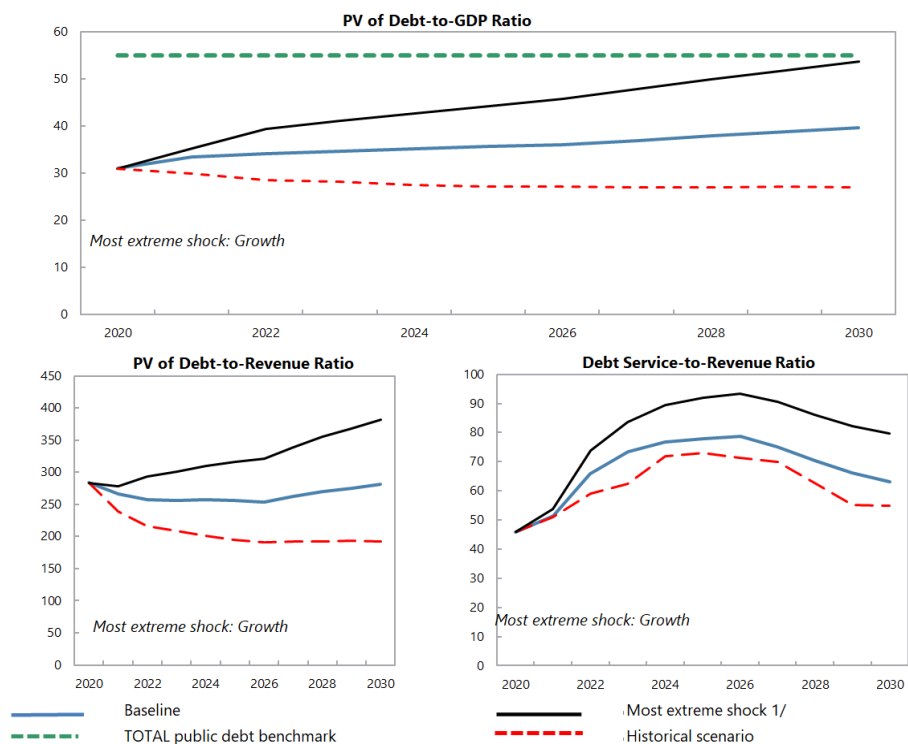 PV of Debt-to-GDP Ratio
60
50
40
30
20
10
0
Most extreme shock: Growth
2020 2022 2024 2026 2028 2030
PV of Debt-to-Revenue Ratio
450
400
350
300
250
200
150
100
50
0
Most extreme shock: Growth
2020 2022 2024 2026 2028 2030
Debt Service-to-Revenue Ratio
100
90
80
70
60
50
40
30
20
10
0
Most extreme shock: Growth
2020 2022 2024 2026 2028 2030
Baseline
Most extreme shock 1/
TOTAL public debt benchmark
Historical scenario